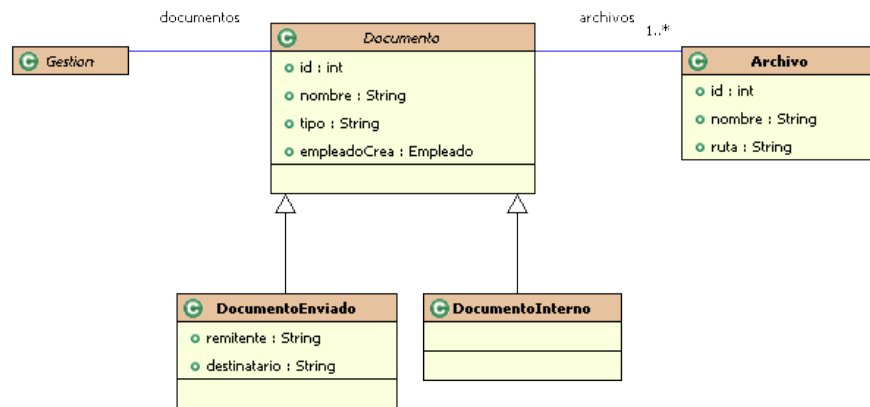 documentos
archivos
1..*
C Gestion
C Documento
id : int
nombre : String
tipo : String
empleadoCrea : Empleado
C Archivo
id : int
nombre : String
ruta : String
C DocumentoEnviado
remitente : String
destinatario : String
C DocumentoInterno